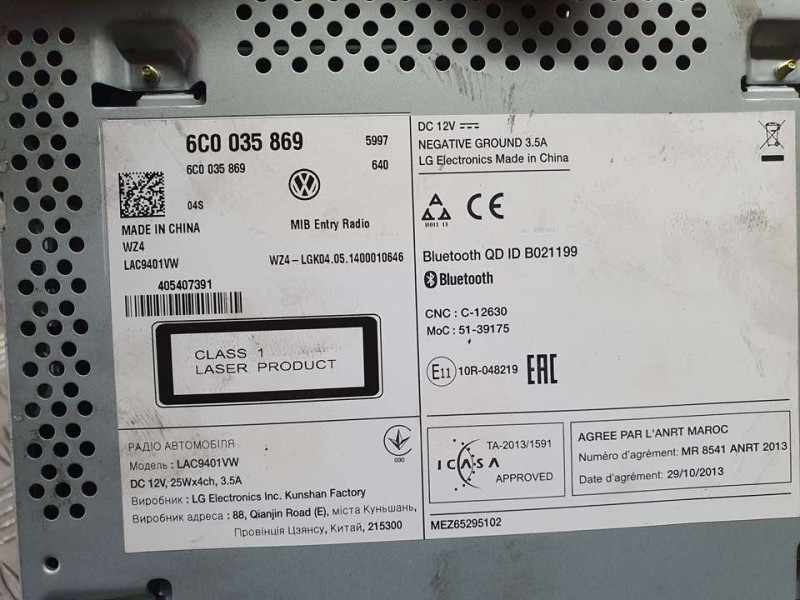 6C0 035 869 5997
6C0 035 869 640
04S
MADE IN CHINA MIB Entry Radio
WZ4
LAC9401VW WZ4-LGK04.05.1400010646
405407391
CLASS 1
LASER PRODUCT
РАДІО АВТОМОБІЛЯ
Модель : LAC9401VW
DC 12V, 25Wx4ch, 3.5A
Виробник : LG Electronics Inc. Kunshan Factory
Виробник адреса : 88, Qianjin Road (E), міста Куньшань,
Провінція Цзянсу, Китай, 215300
030
DC 12V
NEGATIVE GROUND 3.5A
LG Electronics Made in China
CE
Bluetooth QD ID B021199
Bluetooth
CNC : C-12630
MoC : 51-39175
E11 10R-048219 EAC
TA-2013/1591
ICASA
APPROVED
AGREE PAR L'ANRT MAROC
Numéro d'agrément: MR 8541 ANRT 2013
Date d'agrément: 29/10/2013
MEZ65295102